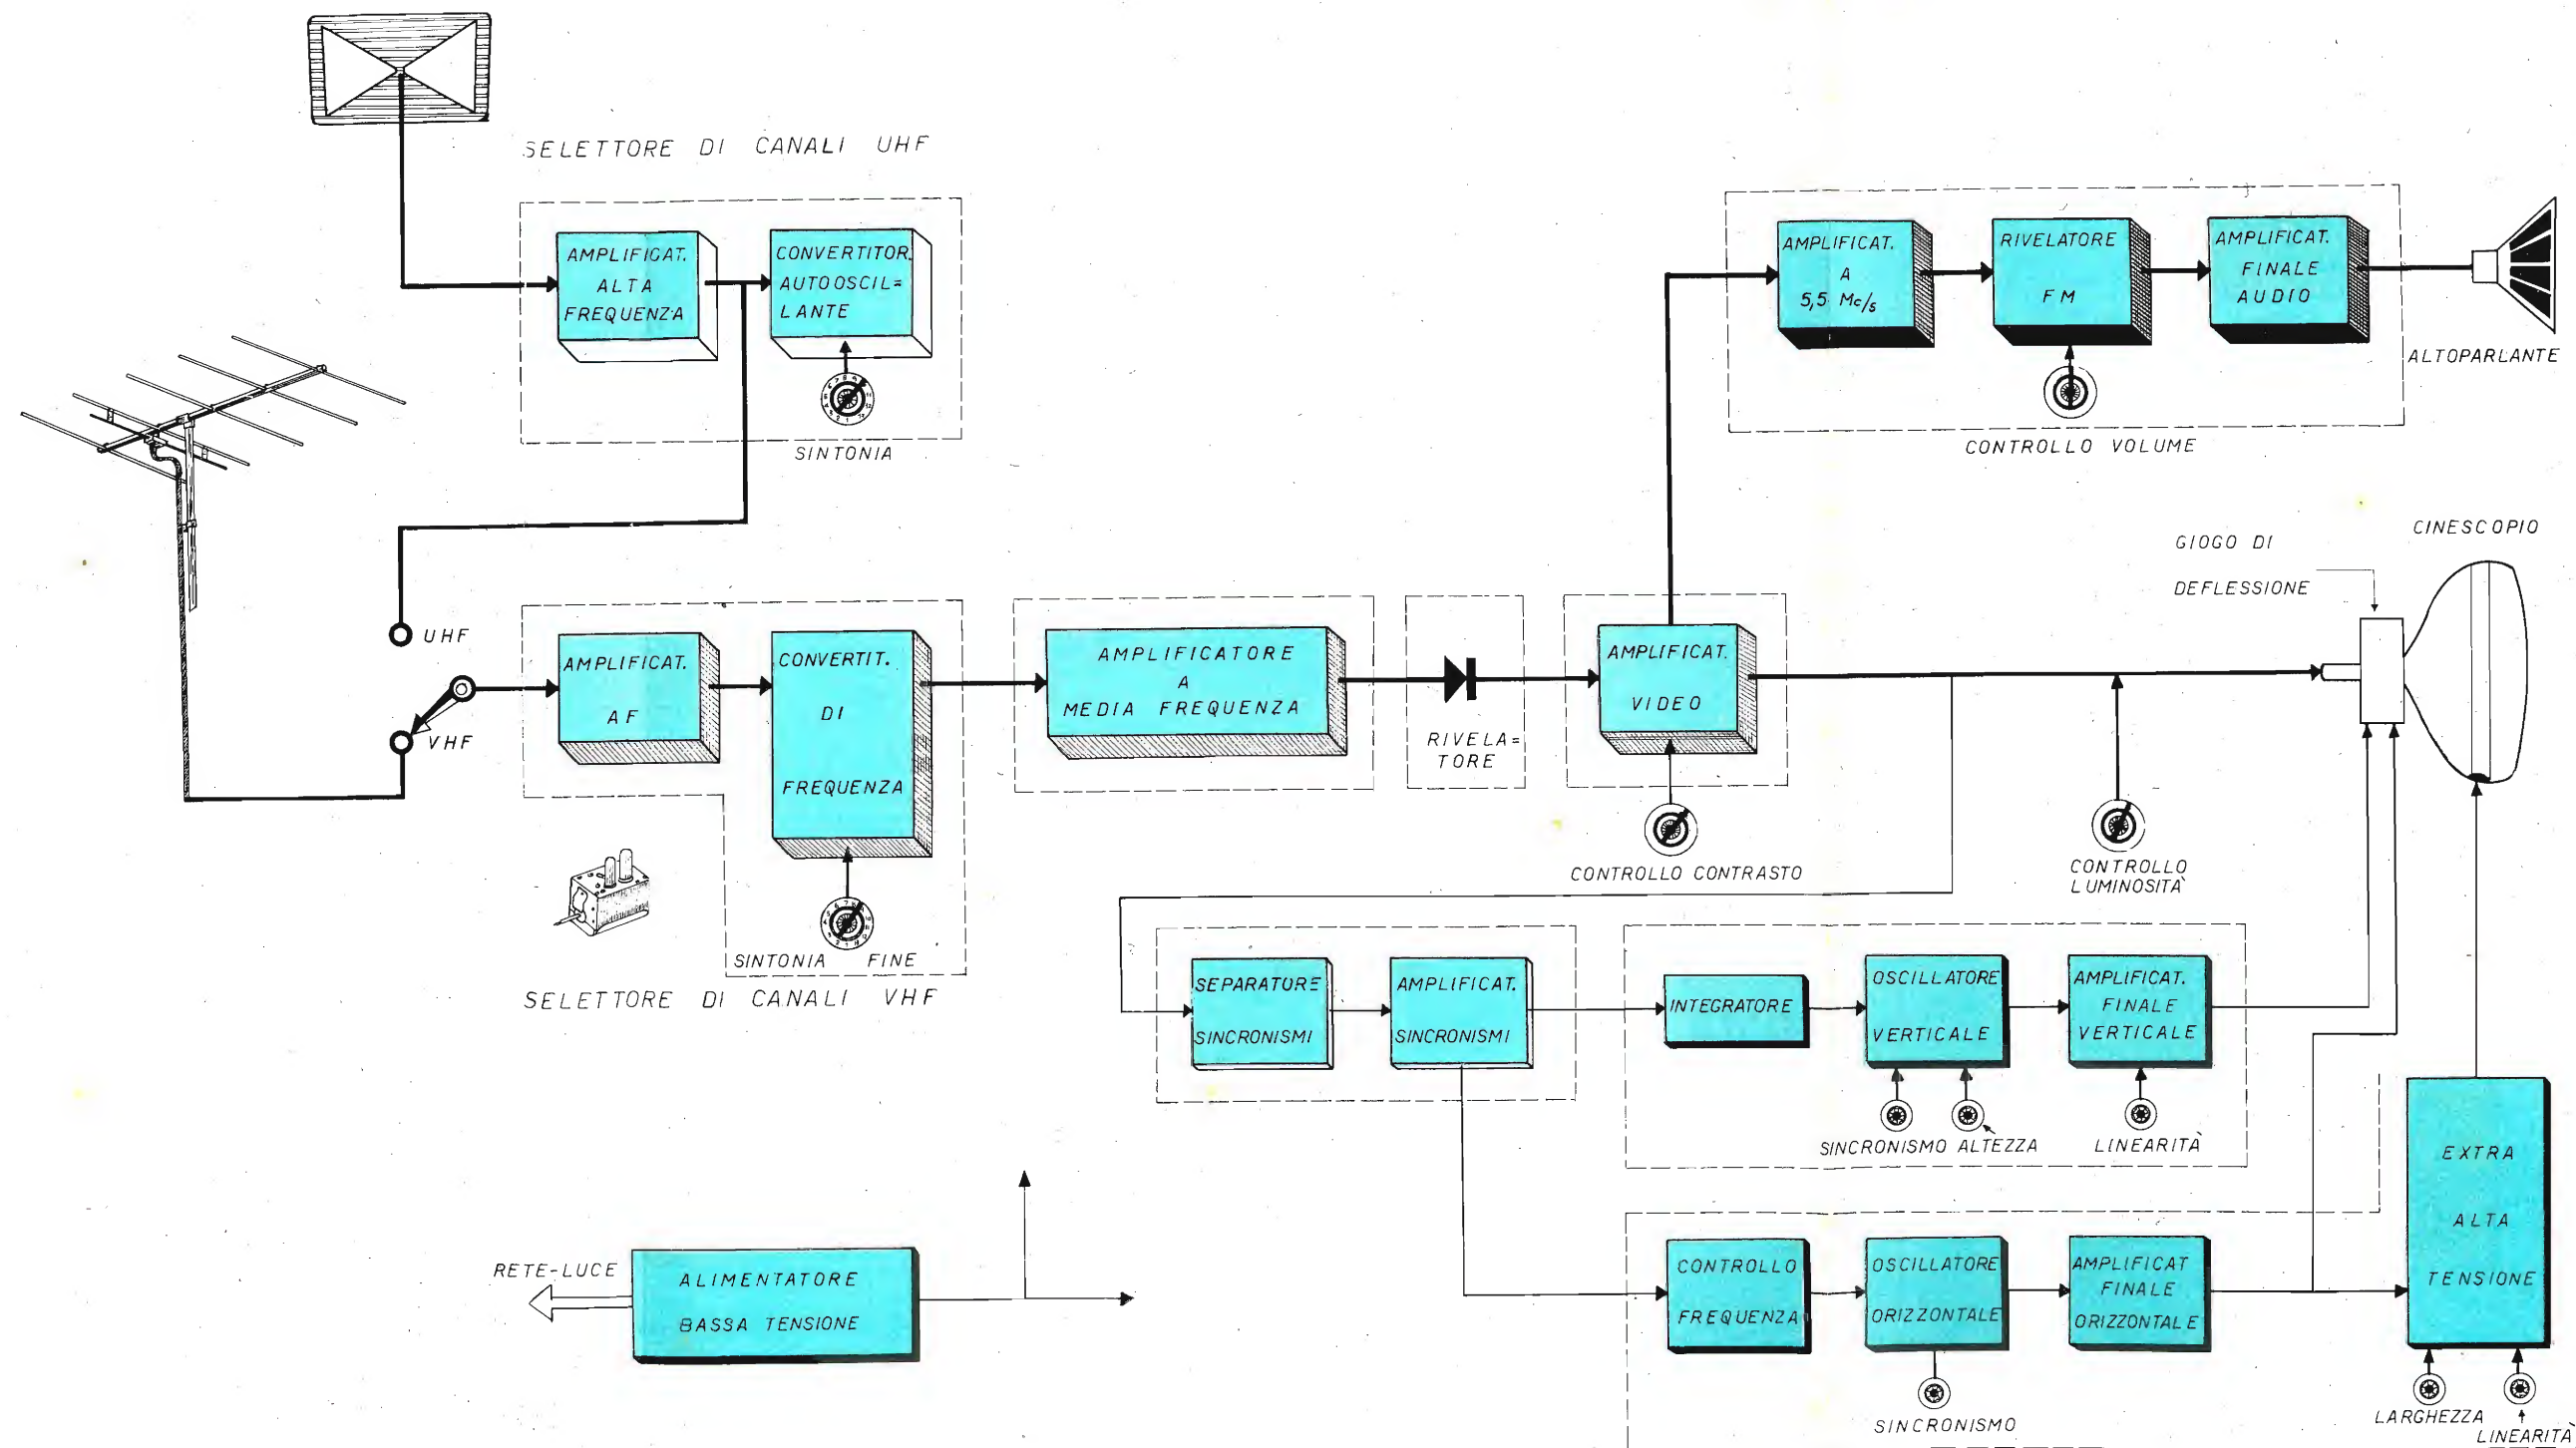 SELETTORE DI CANALI UHF
AMPLIFICAT.
ALTA
FREQUENZA
CONVERTITOR.
AUTOOSCIL=
LANTE
SINTONIA
AMPLIFICAT.
A
5,5 Mc/s
RIVELATORE
FM
AMPLIFICAT.
FINALE
AUDIO
ALTOPARLANTE
CONTROLLO VOLUME
UHF
VHF
AMPLIFICAT.
AF
CONVERTIT.
DI
FREQUENZA
SINTONIA FINE
SELETTORE DI CANALI VHF
AMPLIFICATORE
A
MEDIA FREQUENZA
RIVELA=
TORE
AMPLIFICAT.
VIDEO
CONTROLLO CONTRASTO
CONTROLLO
LUMINOSITÀ
GIOGO DI
DEFLESSIONE
CINESCOPIO
SEPARATORE
SINCRONISMI
AMPLIFICAT.
SINCRONISMI
INTEGRATORE
OSCILLATORE
VERTICALE
AMPLIFICAT.
FINALE
VERTICALE
SINCRONISMO ALTEZZA
LINEARITÀ
RETE-LUCE
ALIMENTATORE
BASSA TENSIONE
CONTROLLO
FREQUENZA
OSCILLATORE
ORIZZONTALE
AMPLIFICAT
FINALE
ORIZZONTALE
SINCRONISMO
EXTRA
ALTA
TENSIONE
LARGHEZZA
LINEARITÀ